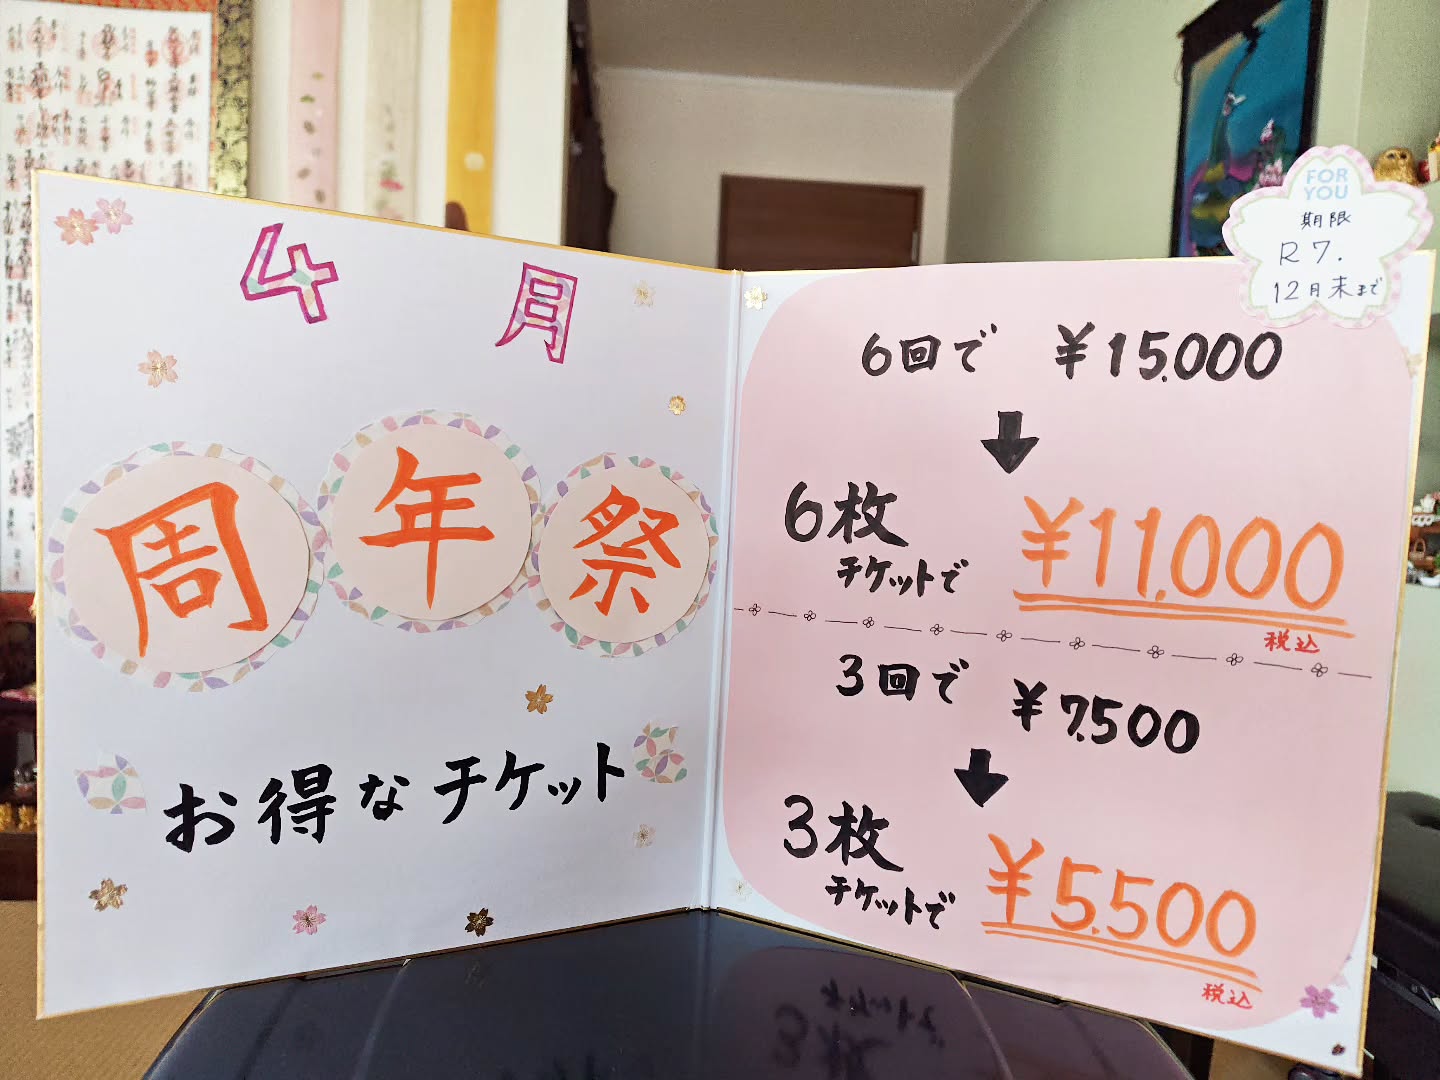 4月
周年祭
お得なチケット
FOR
YOU
期限
R7.
12月末まで
6回で ¥15,000
6枚
チケットで
¥11,000
税込
3回で ¥7,500
3枚
チケットで
¥5,500
税込